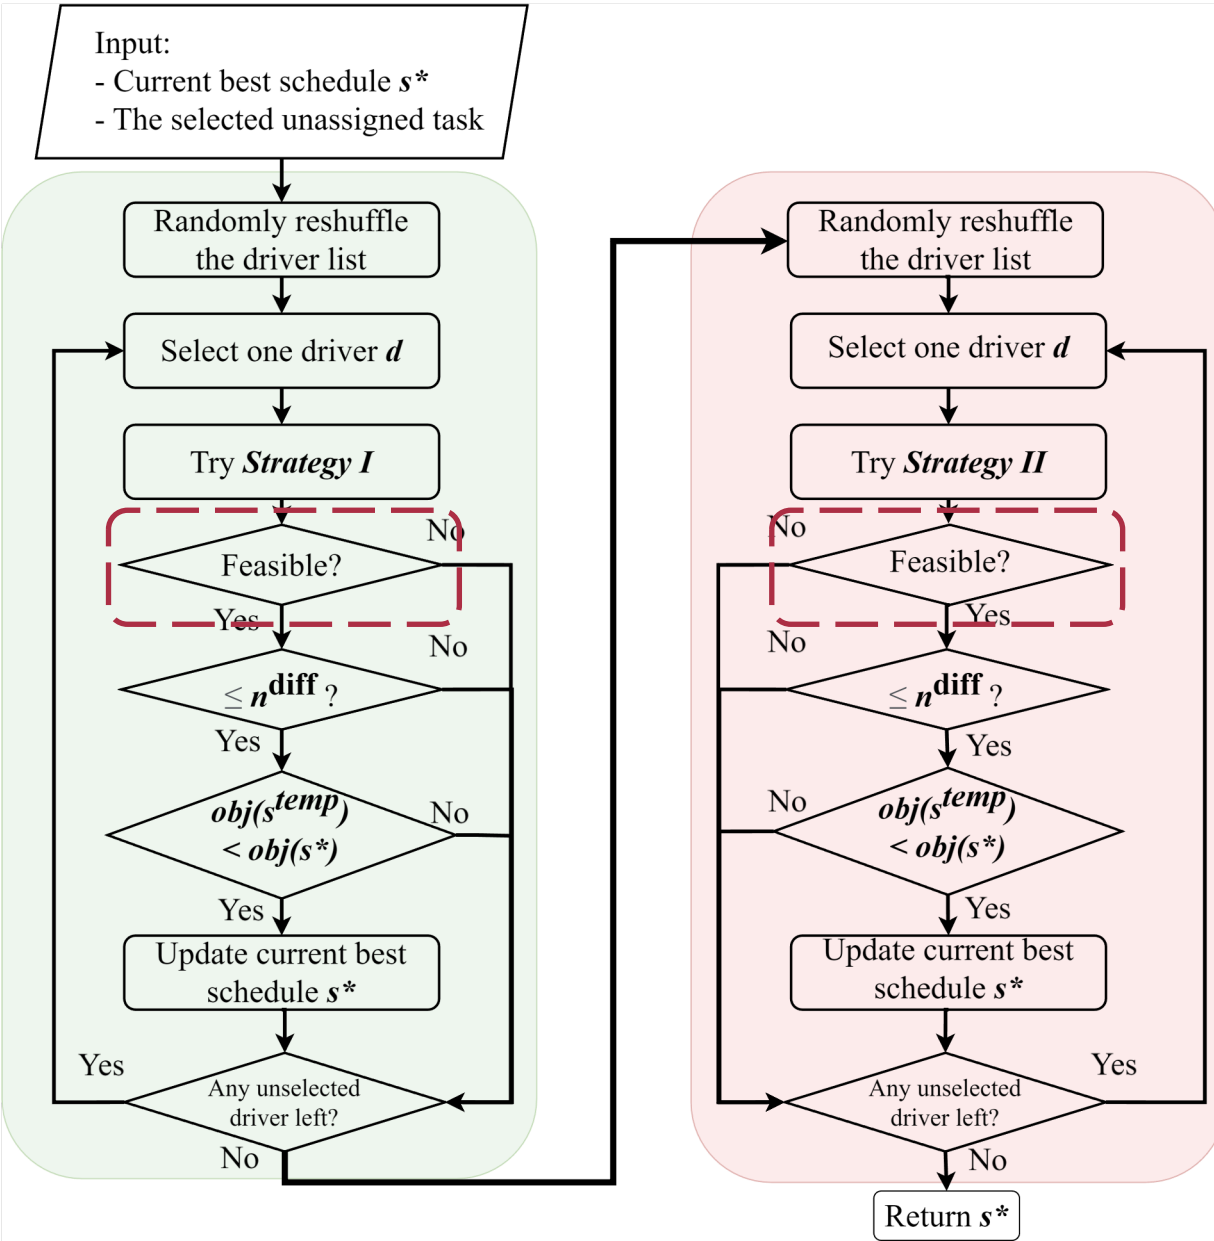 Input:
- Current best schedule s*
- The selected unassigned task
Randomly reshuffle
the driver list
Select one driver d
Try Strategy I
No
Feasible?
Yes
No
≤ n^diff ?
Yes
obj(s^temp)
< obj(s*)
No
Yes
Update current best
schedule s*
Yes
Any unselected
driver left?
No
Randomly reshuffle
the driver list
Select one driver d
Try Strategy II
No
Feasible?
Yes
No
≤ n^diff ?
Yes
No
obj(s^temp)
< obj(s*)
Yes
Update current best
schedule s*
Any unselected
driver left?
Yes
No
Return s*